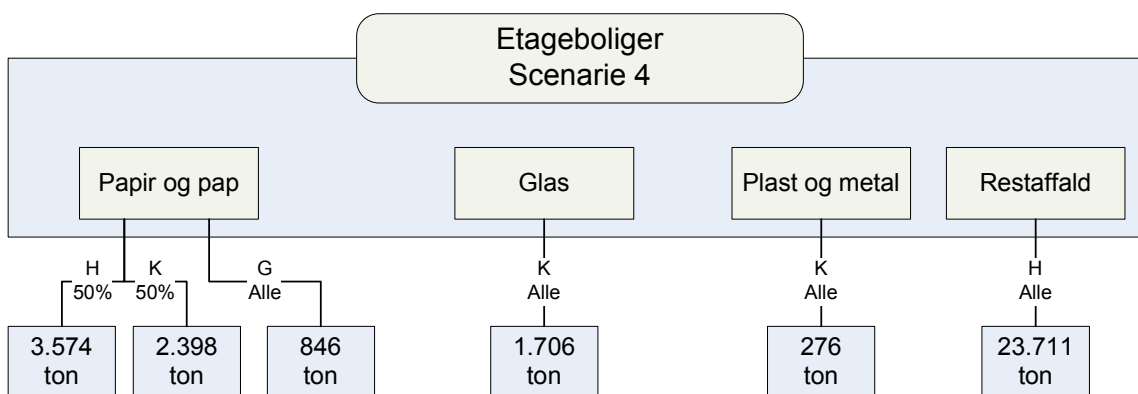 Etageboliger
Scenarie 4
Papir og pap
Glas
Plast og metal
Restaffald
H
50%
K
50%
G
Alle
K
Alle
K
Alle
H
Alle
3.574
ton
2.398
ton
846
ton
1.706
ton
276
ton
23.711
ton